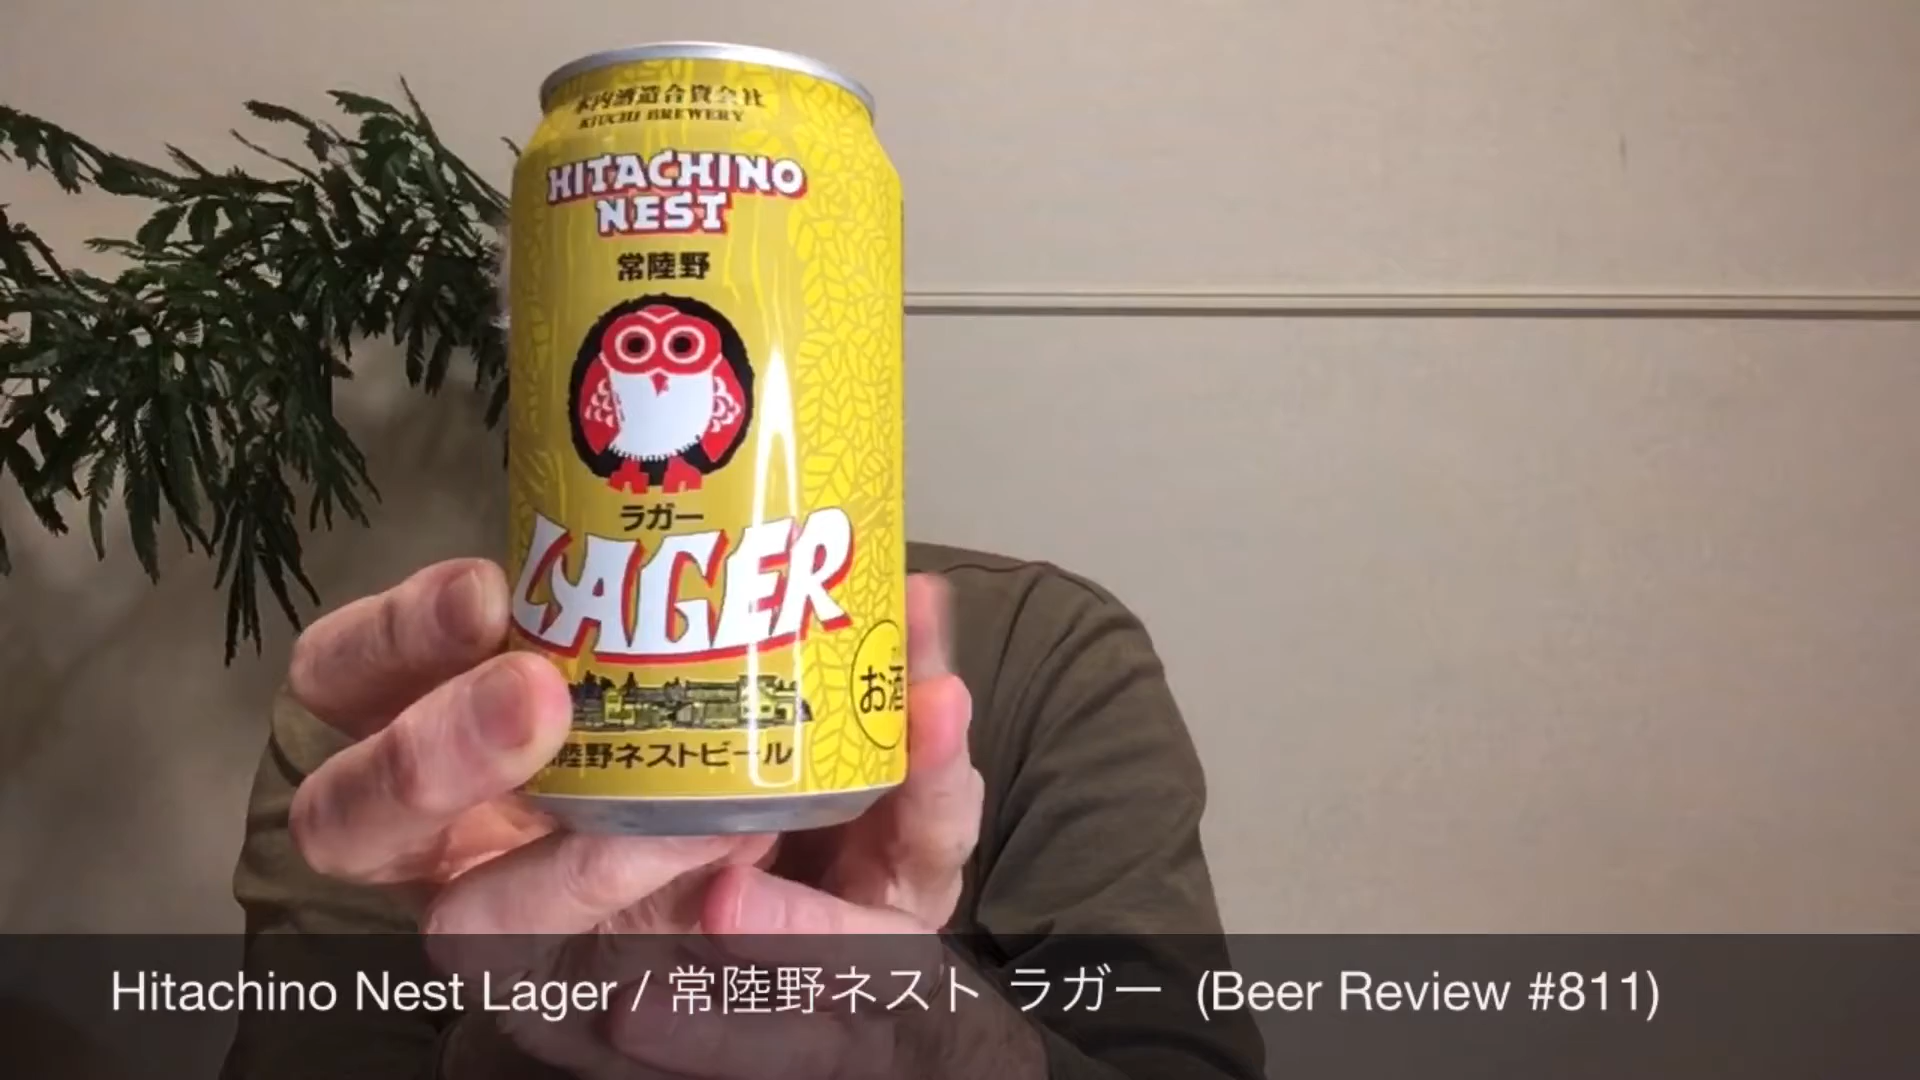 木内酒造合資会社
KIUCHI BREWERY
HITACHINO
NEST
常陸野
ラガー
LAGER
お酒
陸野ネストビール
Hitachino Nest Lager / 常陸野ネスト ラガー (Beer Review #811)